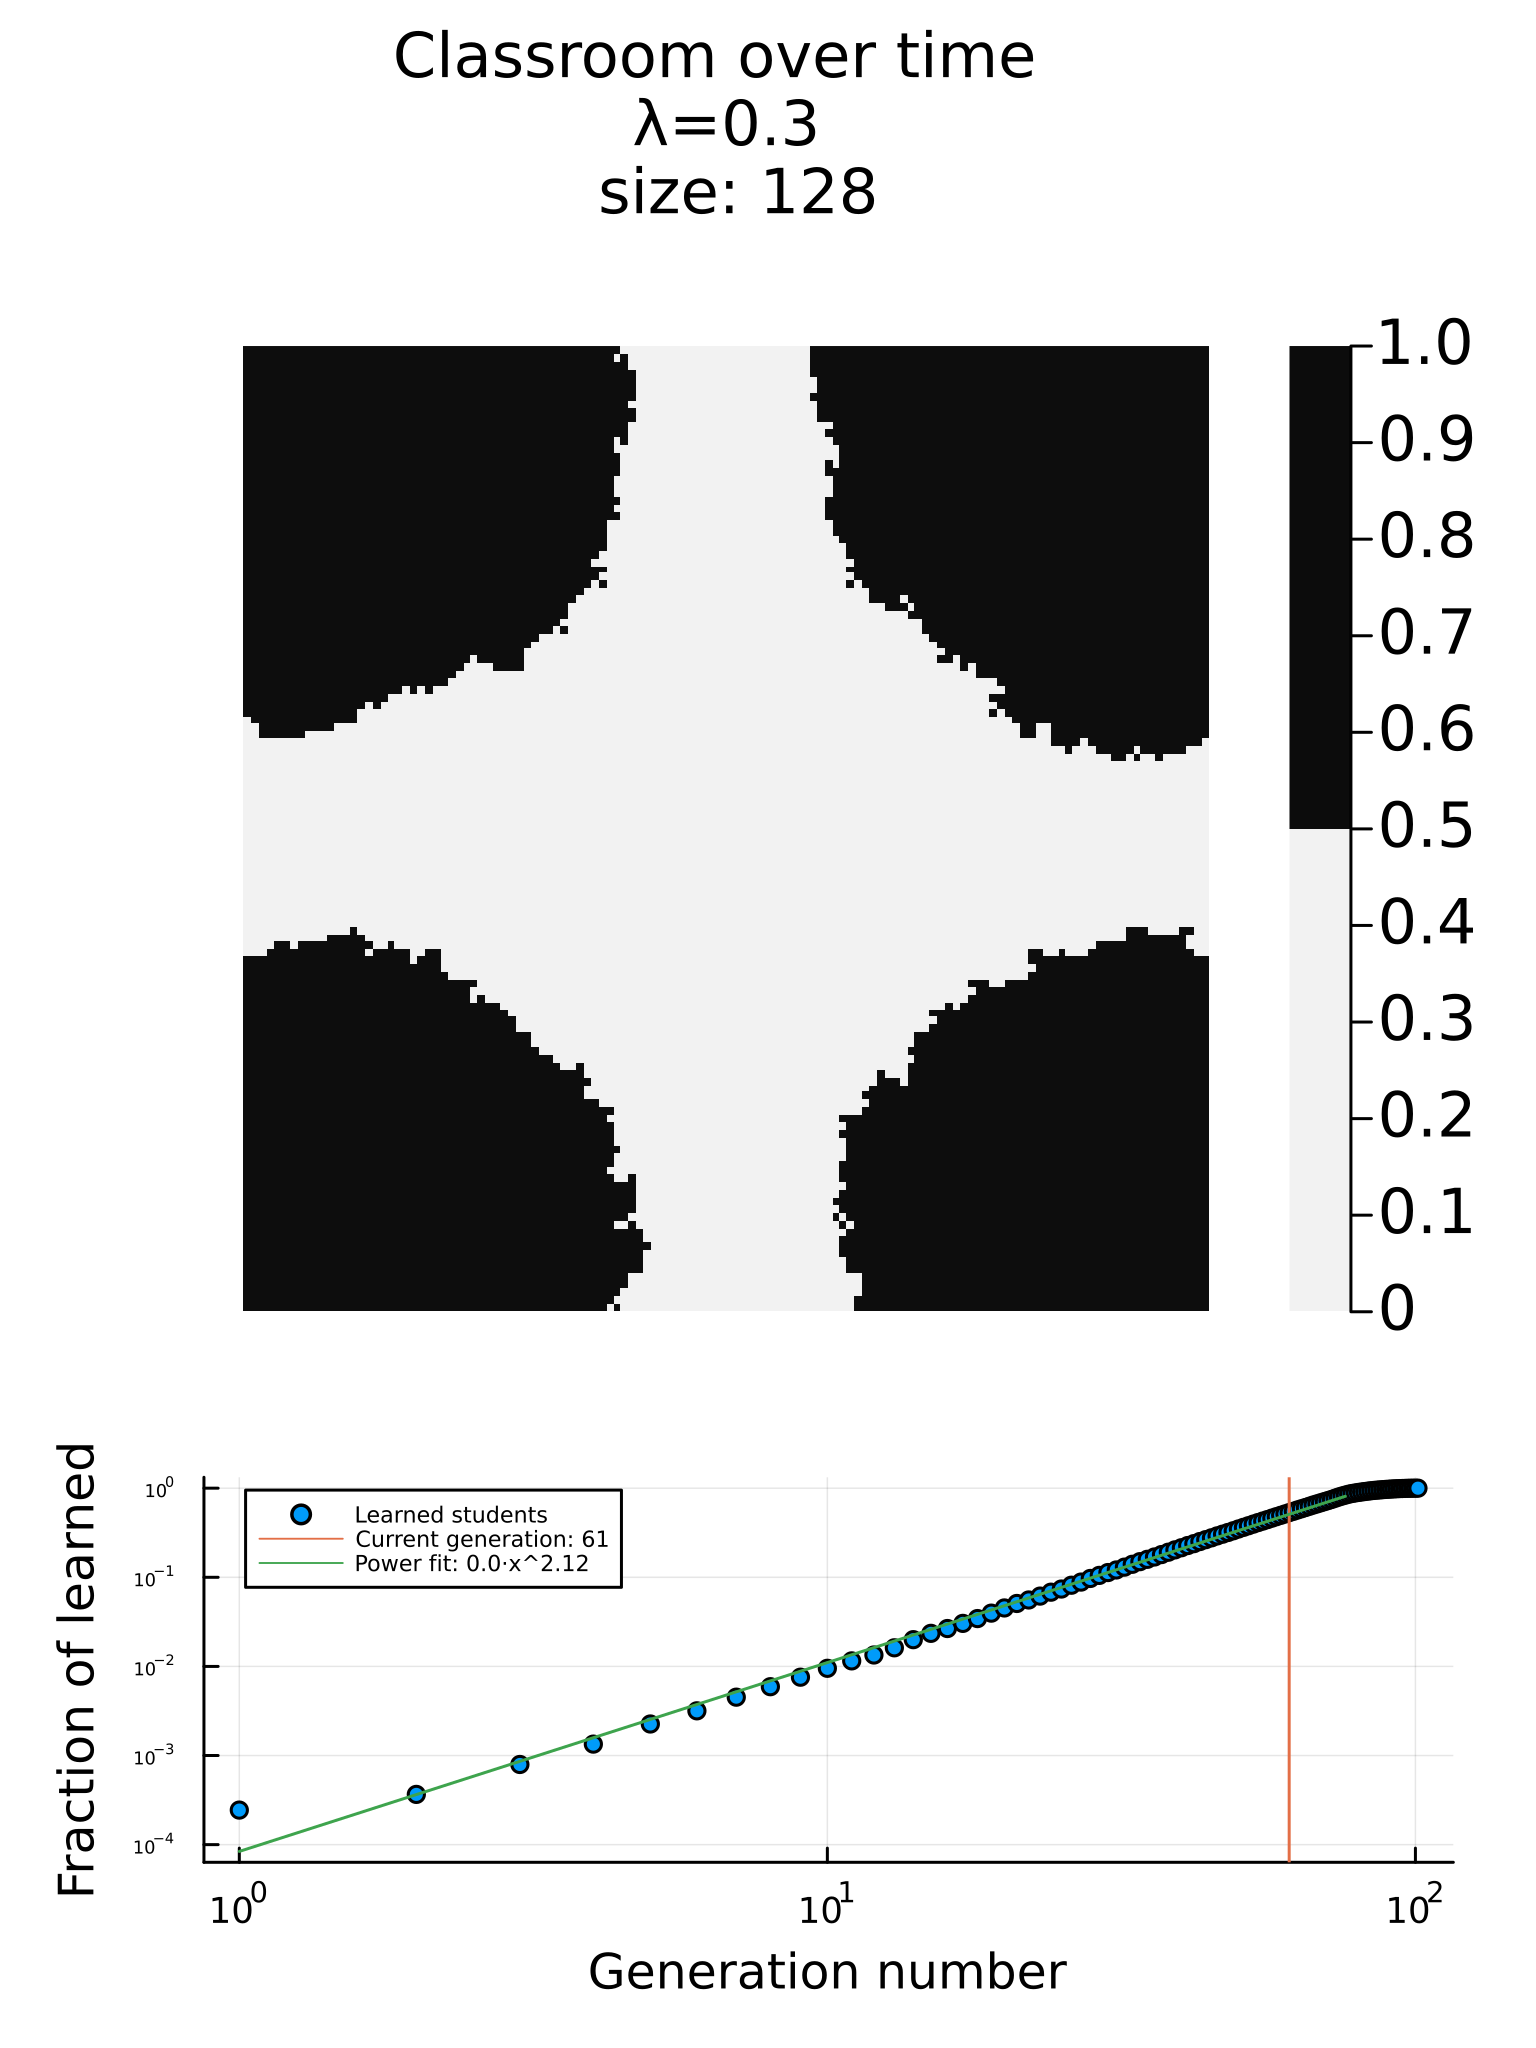 Classroom over time
λ=0.3
size: 128
1.0
0.9
0.8
0.7
0.6
0.5
0.4
0.3
0.2
0.1
0
Fraction of learned
10^0
10^-1
10^-2
10^-3
10^-4
Learned students
Current generation: 61
Power fit: 0.0·x^2.12
10^0 10^1 10^2
Generation number